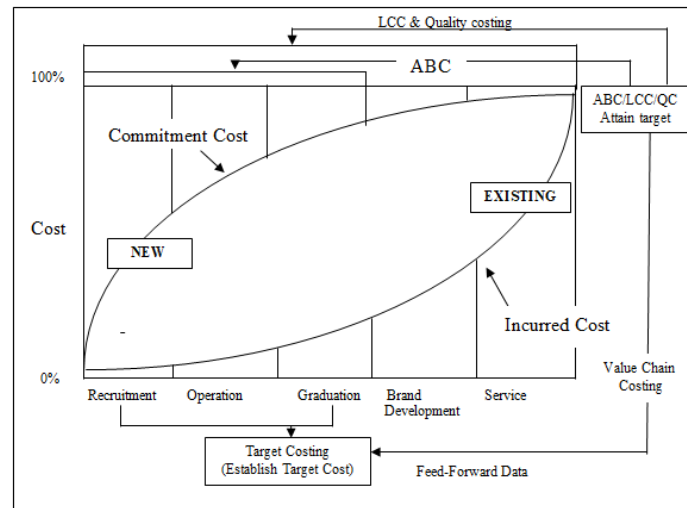 LCC & Quality costing
ABC
100%
ABC/LCC/QC
Attain target
Commitment Cost
EXISTING
Cost
NEW
Incurred Cost
Value Chain
Costing
0%
Recruitment
Operation
Graduation
Brand
Development
Service
Target Costing
(Establish Target Cost)
Feed-Forward Data